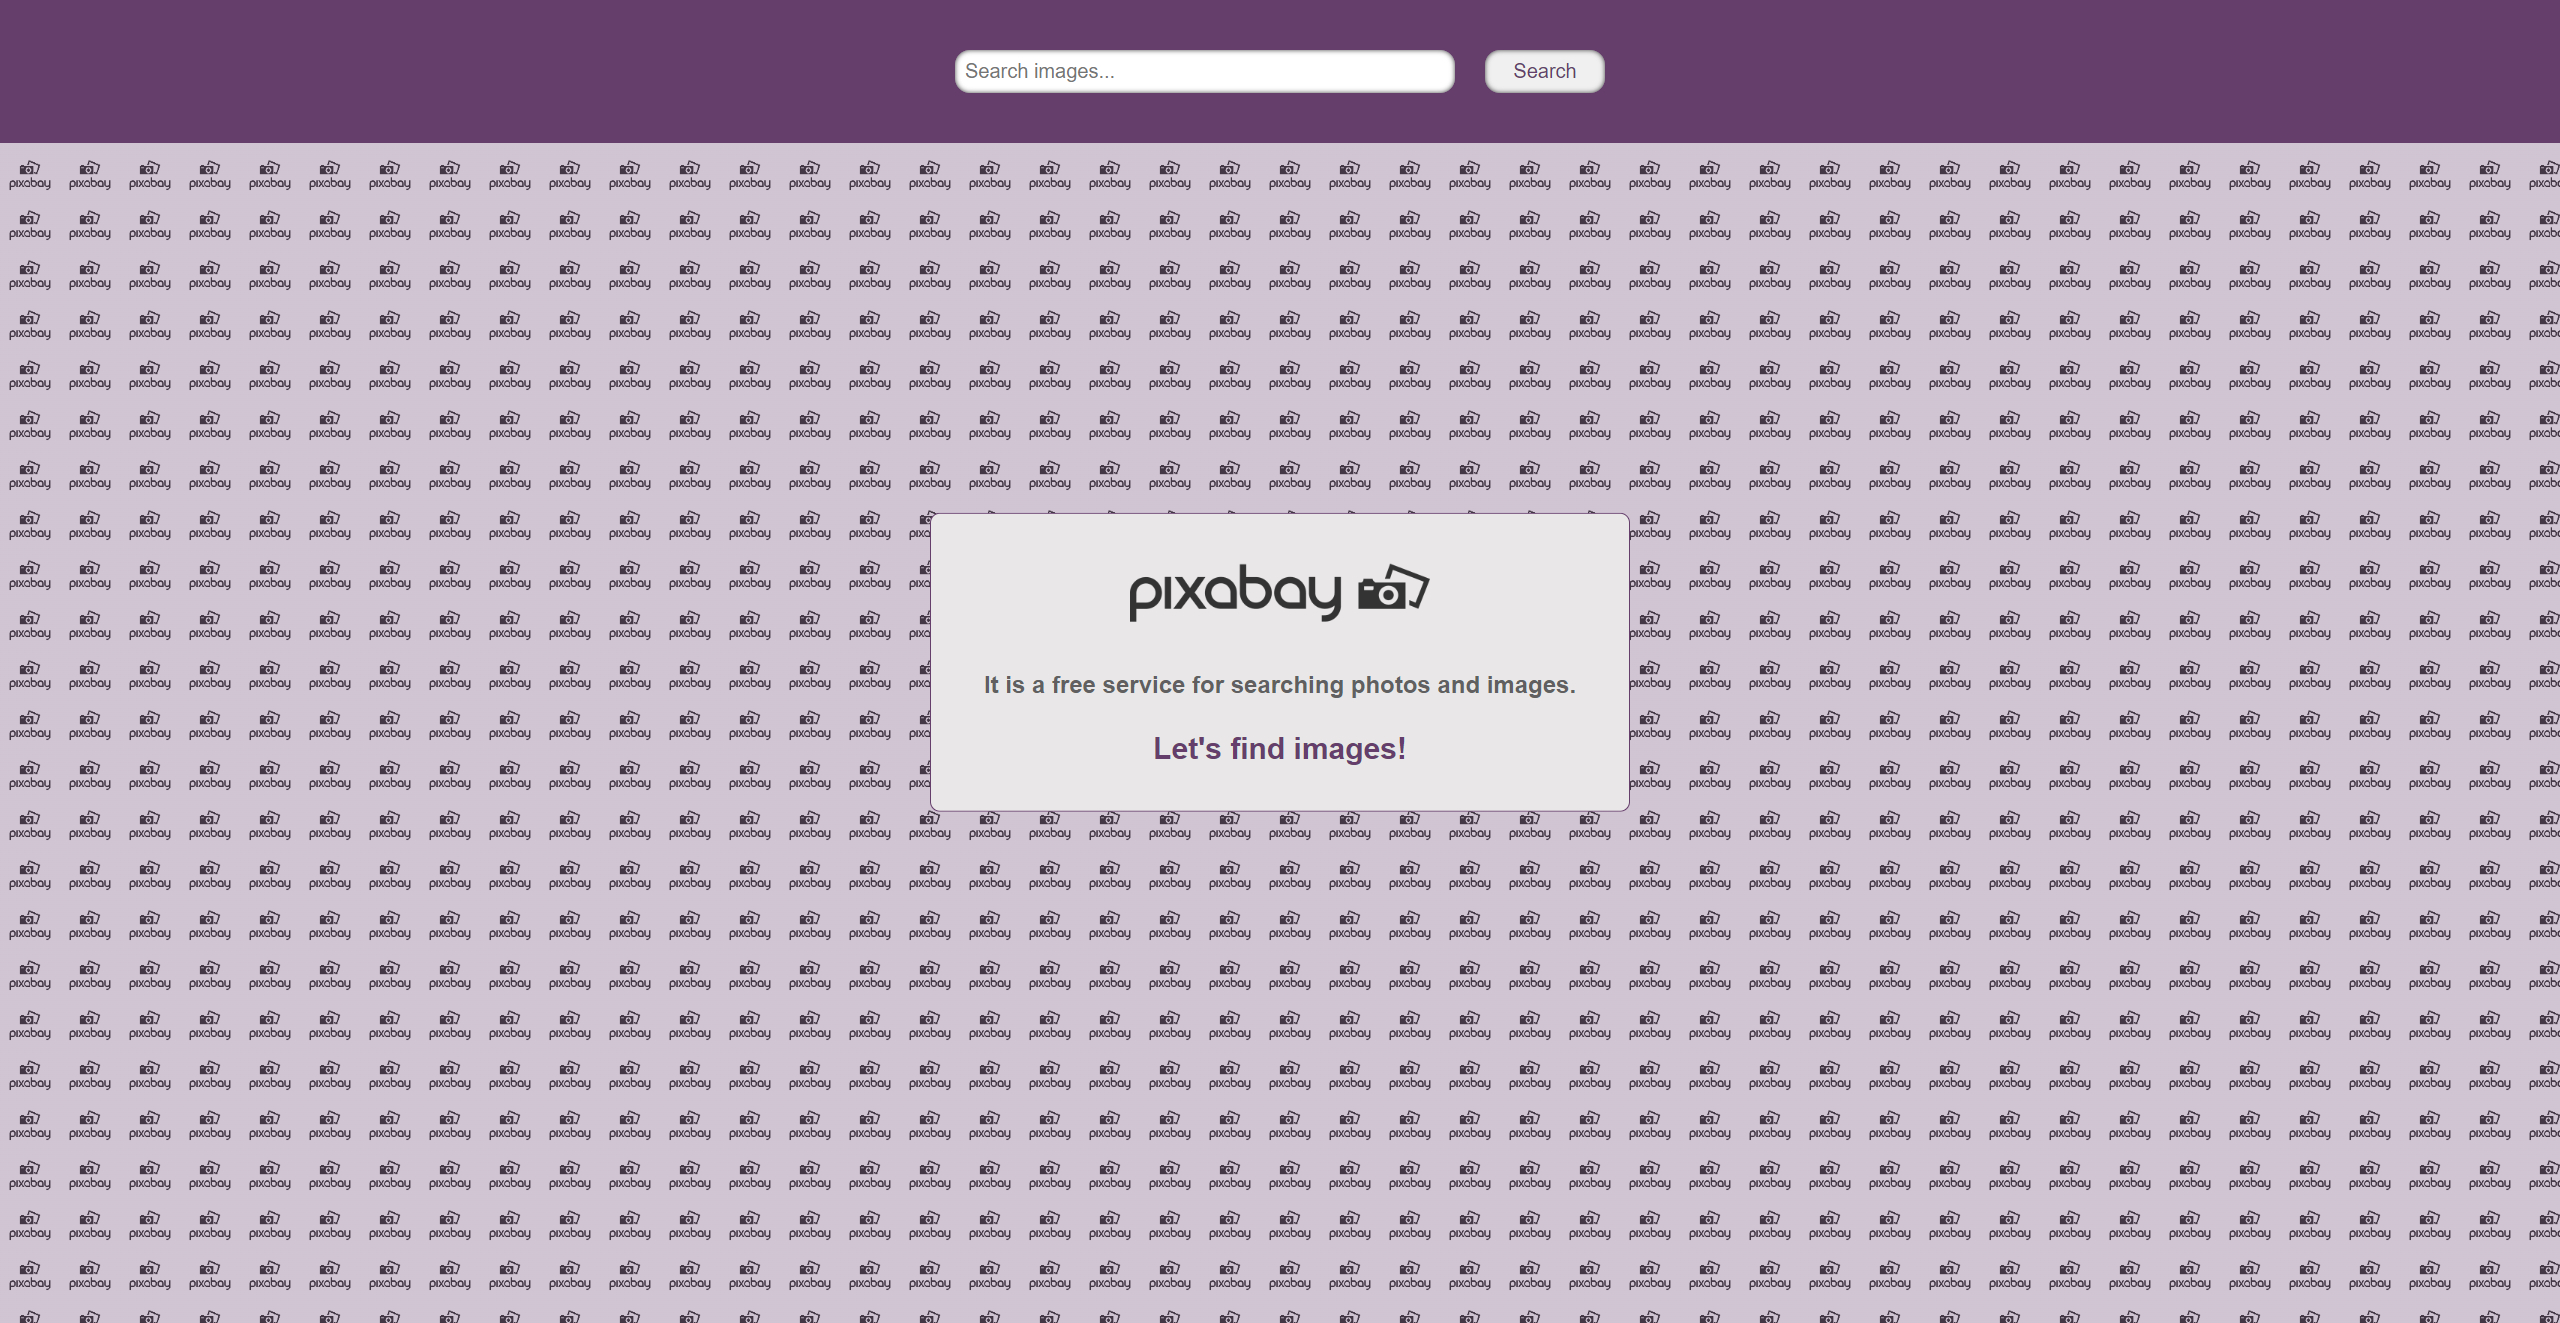 Search images...
Search
pixabay
It is a free service for searching photos and images.
Let's find images!